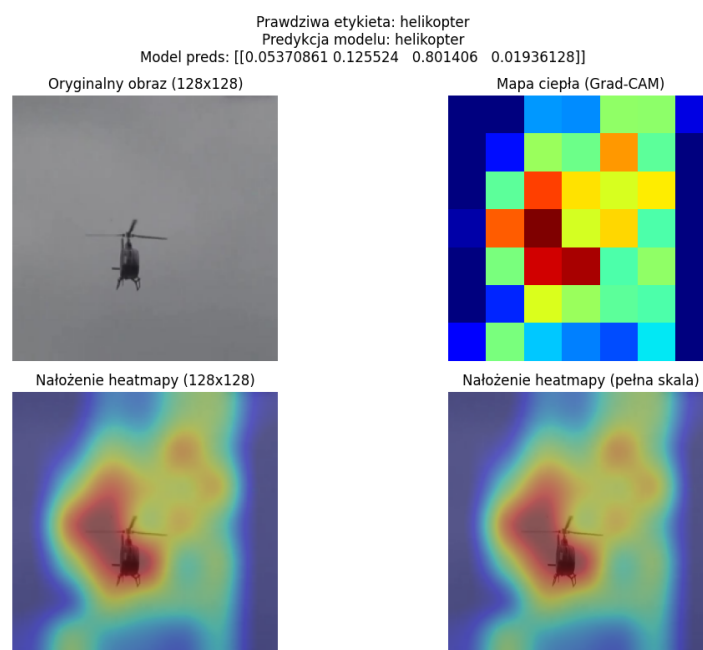 Prawdziwa etykieta: helikopter
Predykcja modelu: helikopter
Model preds: [[0.05370861 0.125524   0.801406   0.01936128]]
Oryginalny obraz (128x128)
Mapa ciepła (Grad-CAM)
Nałożenie heatmapy (128x128)
Nałożenie heatmapy (pełna skala)